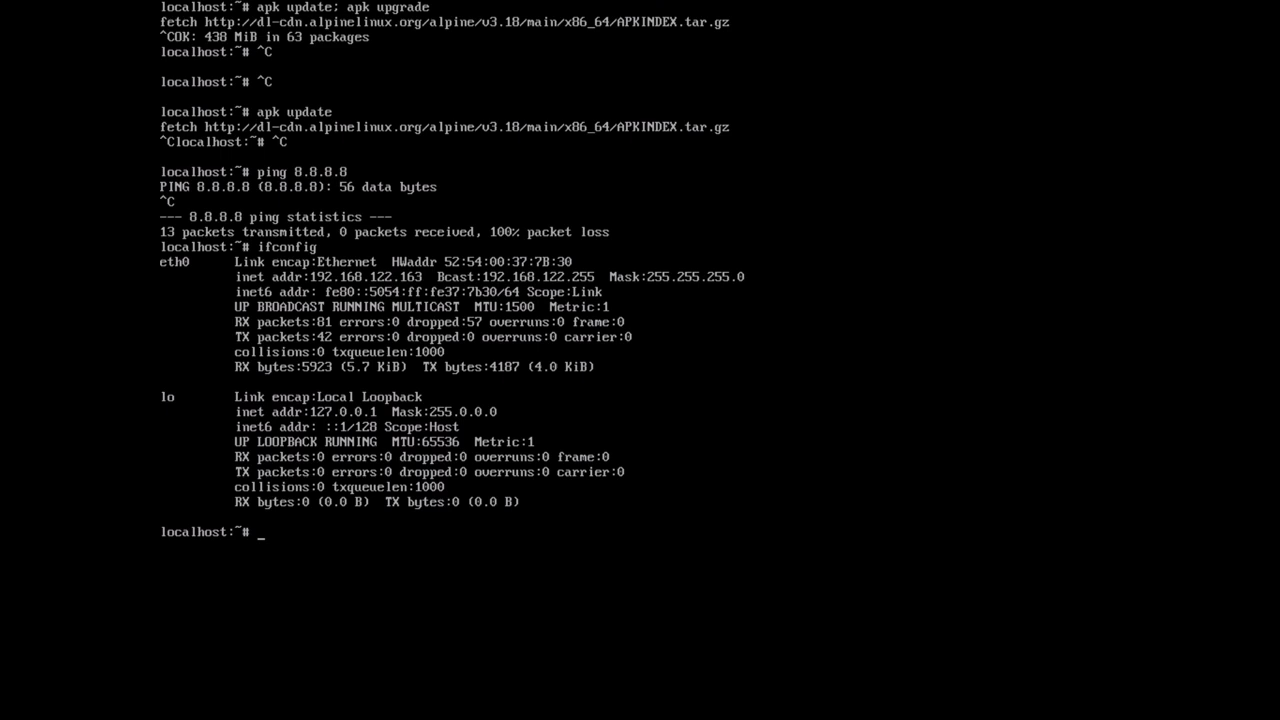 localhost:~# apk update; apk upgrade
fetch http://dl-cdn.alpinelinux.org/alpine/v3.18/main/x86_64/APKINDEX.tar.gz
^COK: 438 MiB in 63 packages
localhost:~# ^C
localhost:~# ^C
localhost:~# apk update
fetch http://dl-cdn.alpinelinux.org/alpine/v3.18/main/x86_64/APKINDEX.tar.gz
^Clocalhost:~# ^C
localhost:~# ping 8.8.8.8
PING 8.8.8.8 (8.8.8.8): 56 data bytes
^C
--- 8.8.8.8 ping statistics ---
13 packets transmitted, 0 packets received, 100% packet loss
localhost:~# ifconfig
eth0      Link encap:Ethernet  HWaddr 52:54:00:37:7B:30
          inet addr:192.168.122.163  Bcast:192.168.122.255  Mask:255.255.255.0
          inet6 addr: fe80::5054:ff:fe37:7b30/64 Scope:Link
          UP BROADCAST RUNNING MULTICAST  MTU:1500  Metric:1
          RX packets:81 errors:0 dropped:57 overruns:0 frame:0
          TX packets:42 errors:0 dropped:0 overruns:0 carrier:0
          collisions:0 txqueuelen:1000
          RX bytes:5923 (5.7 KiB)  TX bytes:4187 (4.0 KiB)
lo        Link encap:Local Loopback
          inet addr:127.0.0.1  Mask:255.0.0.0
          inet6 addr: ::1/128 Scope:Host
          UP LOOPBACK RUNNING  MTU:65536  Metric:1
          RX packets:0 errors:0 dropped:0 overruns:0 frame:0
          TX packets:0 errors:0 dropped:0 overruns:0 carrier:0
          collisions:0 txqueuelen:1000
          RX bytes:0 (0.0 B)  TX bytes:0 (0.0 B)
localhost:~# _